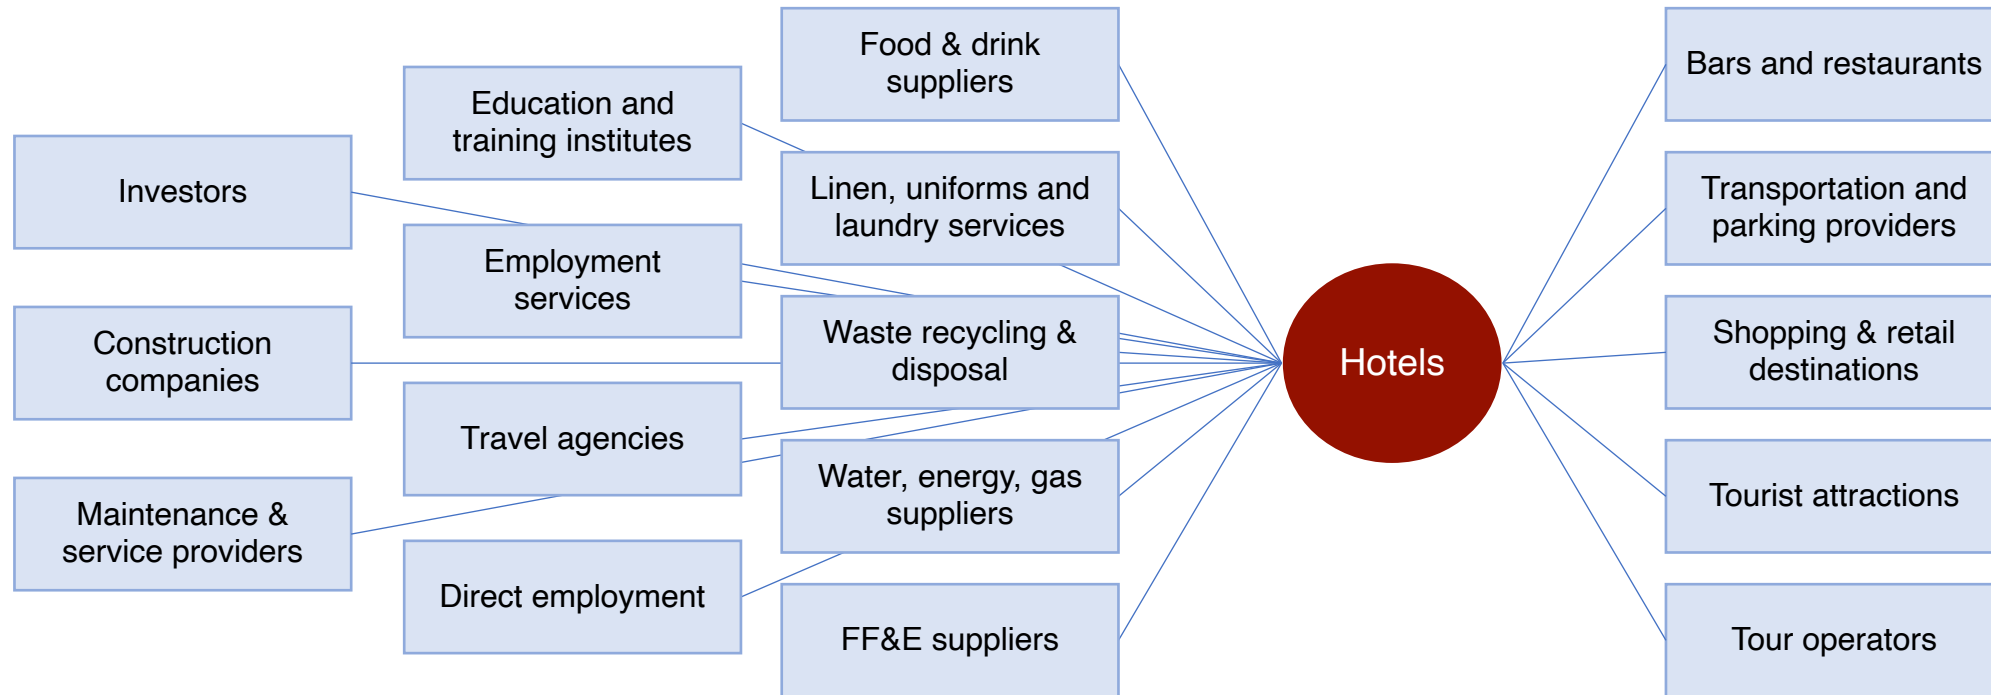 Investors
Construction
companies
Maintenance &
service providers
Education and
training institutes
Employment
services
Travel agencies
Direct employment
Food & drink
suppliers
Linen, uniforms and
laundry services
Waste recycling &
disposal
Water, energy, gas
suppliers
FF&E suppliers
Hotels
Bars and restaurants
Transportation and
parking providers
Shopping & retail
destinations
Tourist attractions
Tour operators